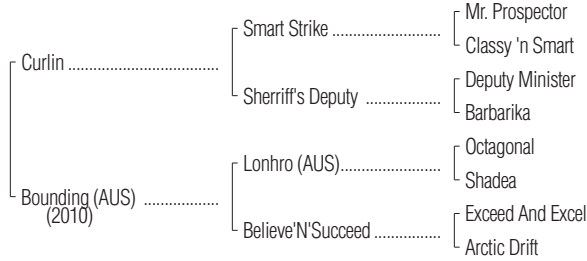 Mr. Prospector
Smart Strike ......................
Classy 'n Smart
Curlin ..............................
Deputy Minister
Sherriff's Deputy ...............
Barbarika
Octagonal
Lonhro (AUS)....................
Shadea
Bounding (AUS) ...............
(2010)
Exceed And Excel
Believe'N'Succeed .............
Arctic Drift